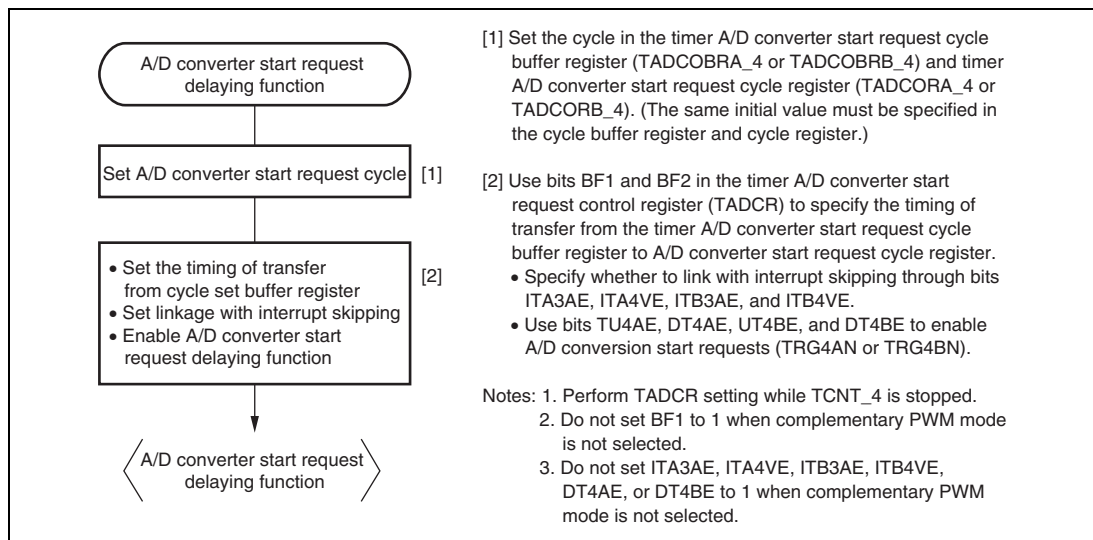 A/D converter start request
delaying function
Set A/D converter start request cycle [1]
• Set the timing of transfer
from cycle set buffer register
• Set linkage with interrupt skipping
• Enable A/D converter start
request delaying function
[2]
A/D converter start request
delaying function
[1] Set the cycle in the timer A/D converter start request cycle
buffer register (TADCOBRA_4 or TADCOBRB_4) and timer
A/D converter start request cycle register (TADCORA_4 or
TADCORB_4). (The same initial value must be specified in
the cycle buffer register and cycle register.)
[2] Use bits BF1 and BF2 in the timer A/D converter start
request control register (TADCR) to specify the timing of
transfer from the timer A/D converter start request cycle
buffer register to A/D converter start request cycle register.
• Specify whether to link with interrupt skipping through bits
ITA3AE, ITA4VE, ITB3AE, and ITB4VE.
• Use bits TU4AE, DT4AE, UT4BE, and DT4BE to enable
A/D conversion start requests (TRG4AN or TRG4BN).
Notes: 1. Perform TADCR setting while TCNT_4 is stopped.
2. Do not set BF1 to 1 when complementary PWM mode
is not selected.
3. Do not set ITA3AE, ITA4VE, ITB3AE, ITB4VE,
DT4AE, or DT4BE to 1 when complementary PWM
mode is not selected.